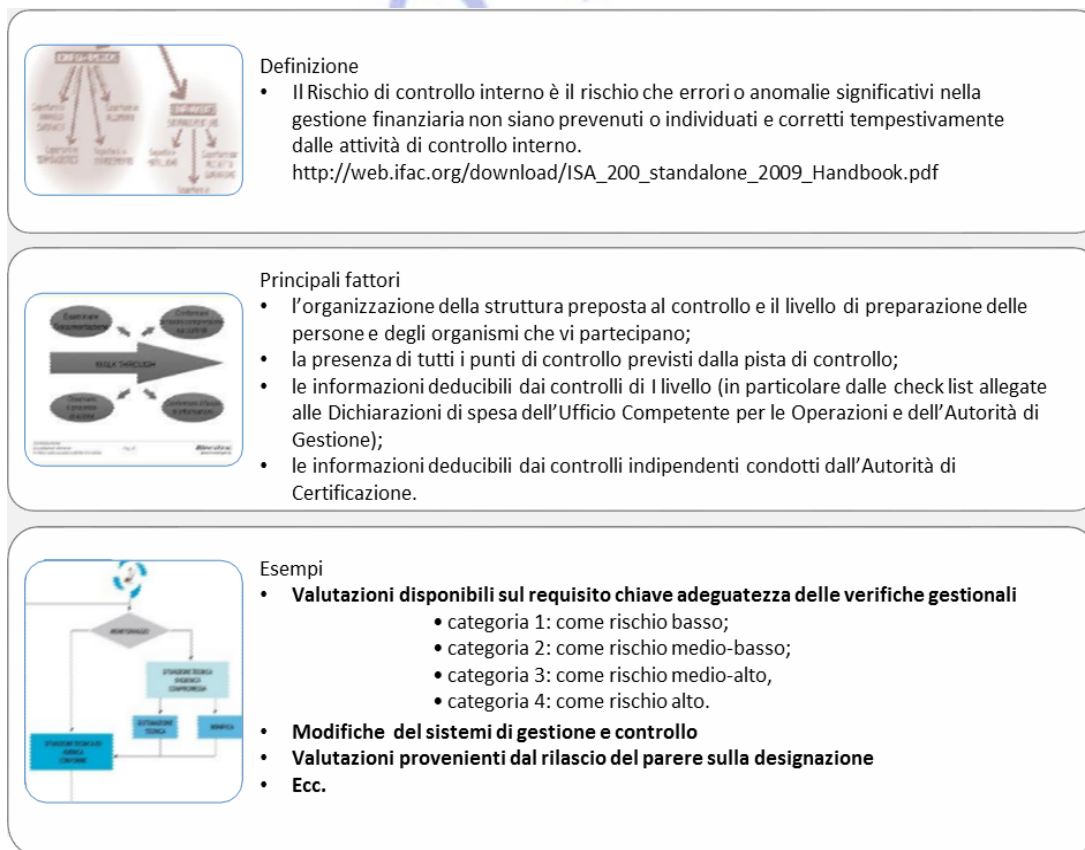 Definizione
• Il Rischio di controllo interno è il rischio che errori o anomalie significativi nella
gestione finanziaria non siano prevenuti o individuati e corretti tempestivamente
dalle attività di controllo interno.
http://web.ifac.org/download/ISA_200_standalone_2009_Handbook.pdf
Principali fattori
• l’organizzazione della struttura preposta al controllo e il livello di preparazione delle
persone e degli organismi che vi partecipano;
• la presenza di tutti i punti di controllo previsti dalla pista di controllo;
• le informazioni deducibili dai controlli di I livello (in particolare dalle check list allegate
alle Dichiarazioni di spesa dell’Ufficio Competente per le Operazioni e dell’Autorità di
Gestione);
• le informazioni deducibili dai controlli indipendenti condotti dall’Autorità di
Certificazione.
WALK THROUGH
Esempi
• Valutazioni disponibili sul requisito chiave adeguatezza delle verifiche gestionali
• categoria 1: come rischio basso;
• categoria 2: come rischio medio-basso;
• categoria 3: come rischio medio-alto,
• categoria 4: come rischio alto.
• Modifiche del sistemi di gestione e controllo
• Valutazioni provenienti dal rilascio del parere sulla designazione
• Ecc.